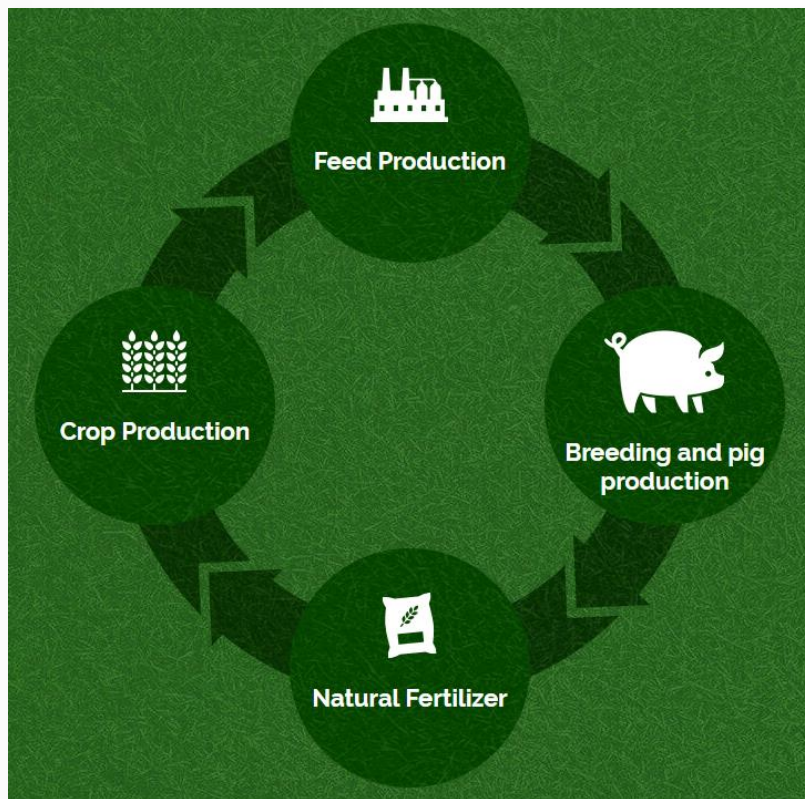 Feed Production
Crop Production
Breeding and pig
production
Natural Fertilizer